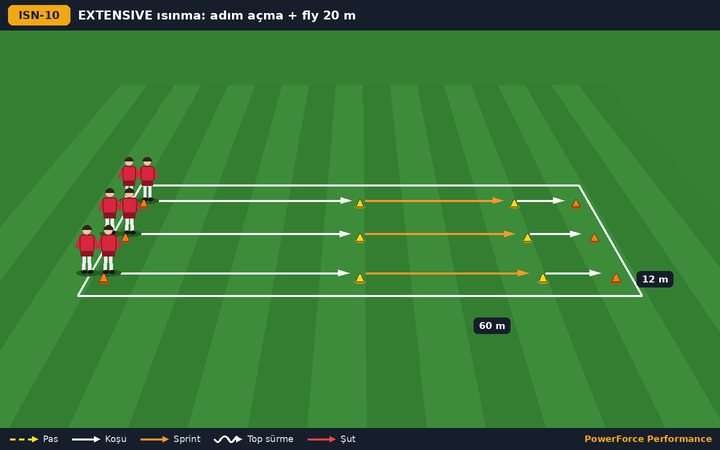 ISN-10 EXTENSIVE ısınma: adım açma + fly 20 m
12 m
60 m
Pas Koşu Sprint Top sürme Şut PowerForce Performance